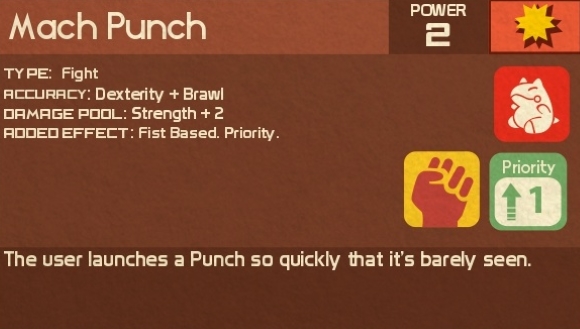 Mach Punch
POWER
2
TYPE: Fight
ACCURACY: Dexterity + Brawl
DAMAGE POOL: Strength + 2
ADDED EFFECT: Fist Based. Priority.
Priority
1
The user launches a Punch so quickly that it's barely seen.